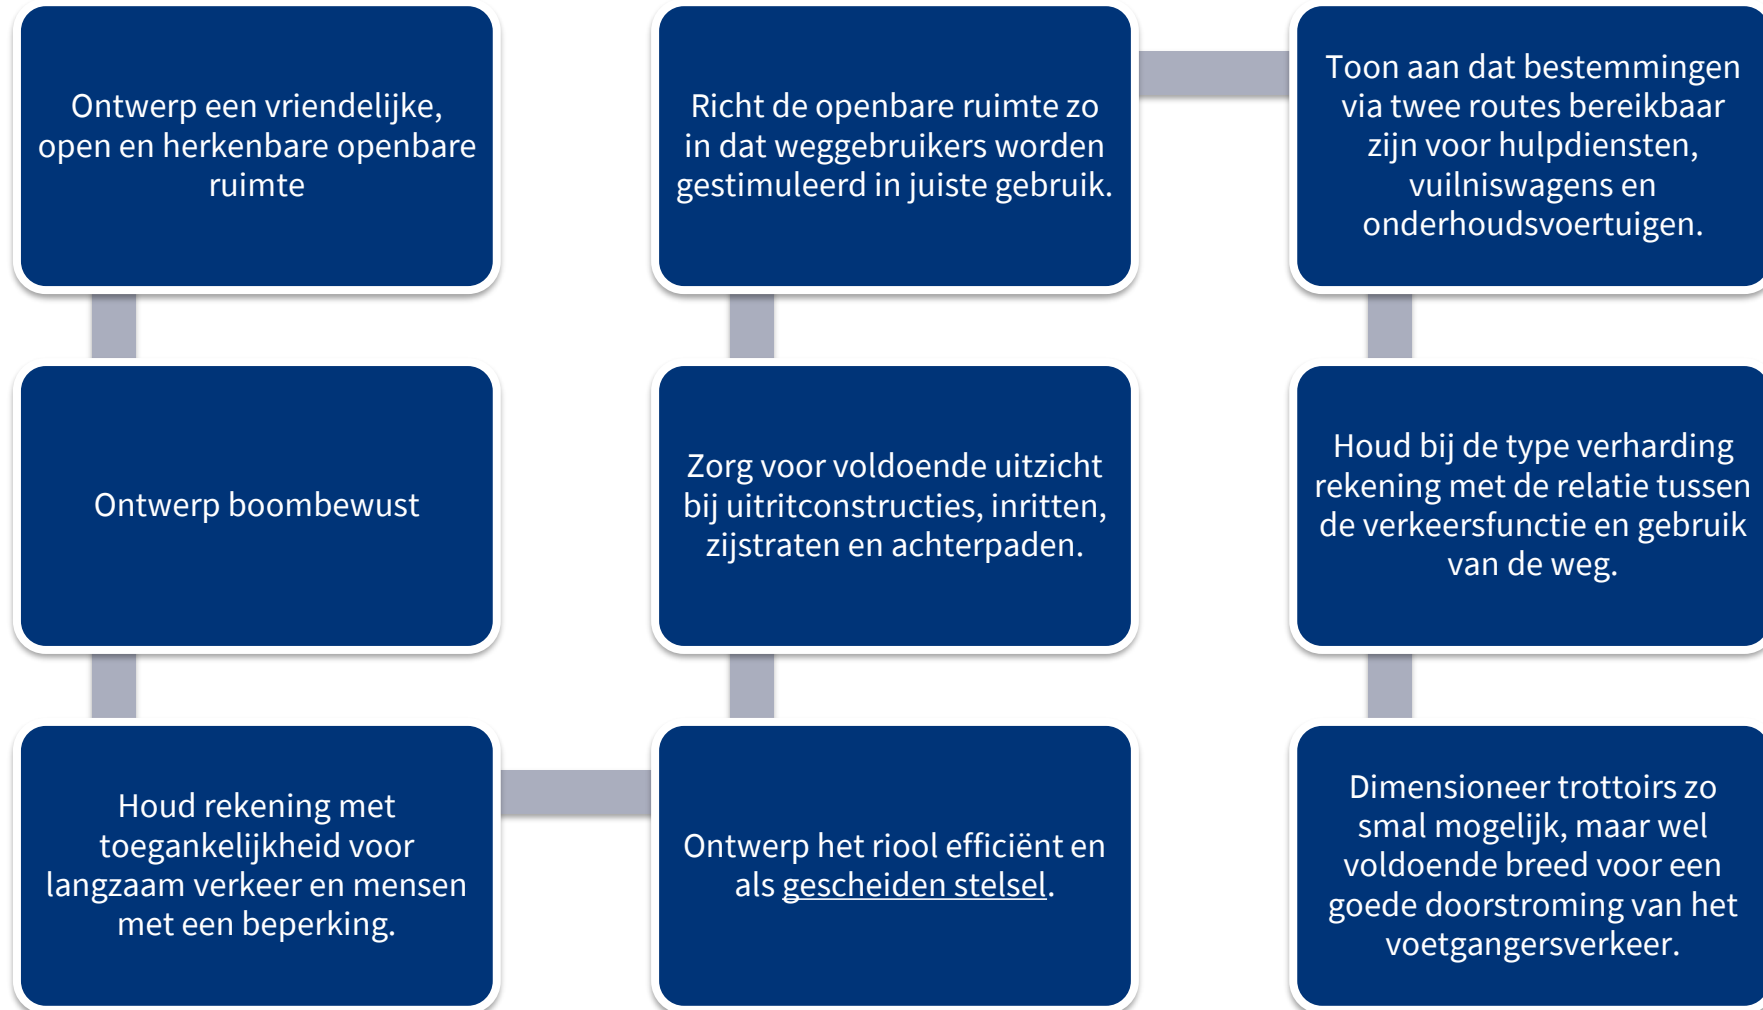 Ontwerp een vriendelijke,
open en herkenbare openbare
ruimte
Ontwerp boombewust
Houd rekening met
toegankelijkheid voor
langzaam verkeer en mensen
met een beperking.
Ontwerp het riool efficiënt en
als gescheiden stelsel.
Zorg voor voldoende uitzicht
bij uitritconstructies, inritten,
zijstraten en achterpaden.
Richt de openbare ruimte zo
in dat weggebruikers worden
gestimuleerd in juiste gebruik.
Toon aan dat bestemmingen
via twee routes bereikbaar
zijn voor hulpdiensten,
vuilniswagens en
onderhoudsvoertuigen.
Houd bij de type verharding
rekening met de relatie tussen
de verkeersfunctie en gebruik
van de weg.
Dimensioneer trottoirs zo
smal mogelijk, maar wel
voldoende breed voor een
goede doorstroming van het
voetgangersverkeer.